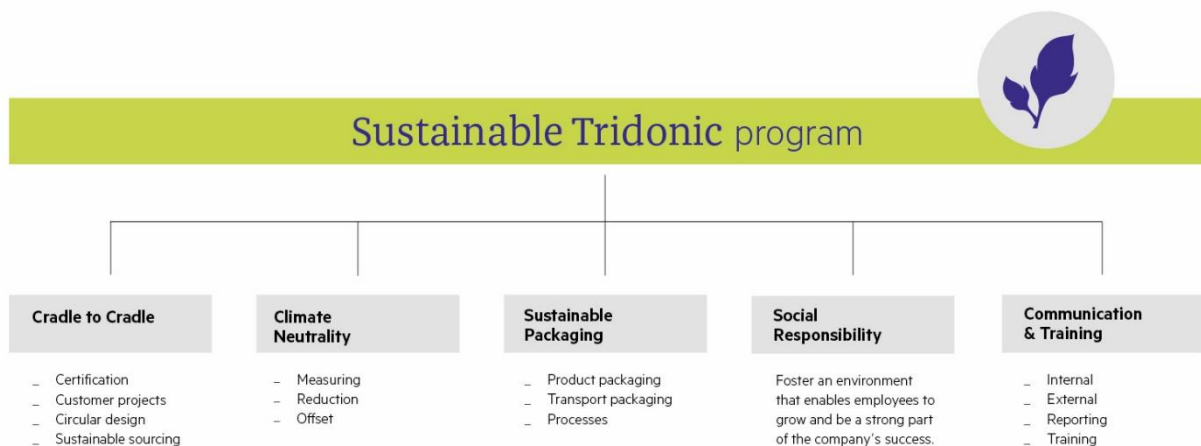 Sustainable Tridonic program
Cradle to Cradle
_ Certification
_ Customer projects
_ Circular design
_ Sustainable sourcing
Climate
Neutrality
– Measuring
– Reduction
– Offset
Sustainable
Packaging
_ Product packaging
_ Transport packaging
_ Processes
Social
Responsibility
Foster an environment
that enables employees to
grow and be a strong part
of the company's success.
Communication
& Training
_ Internal
_ External
_ Reporting
_ Training